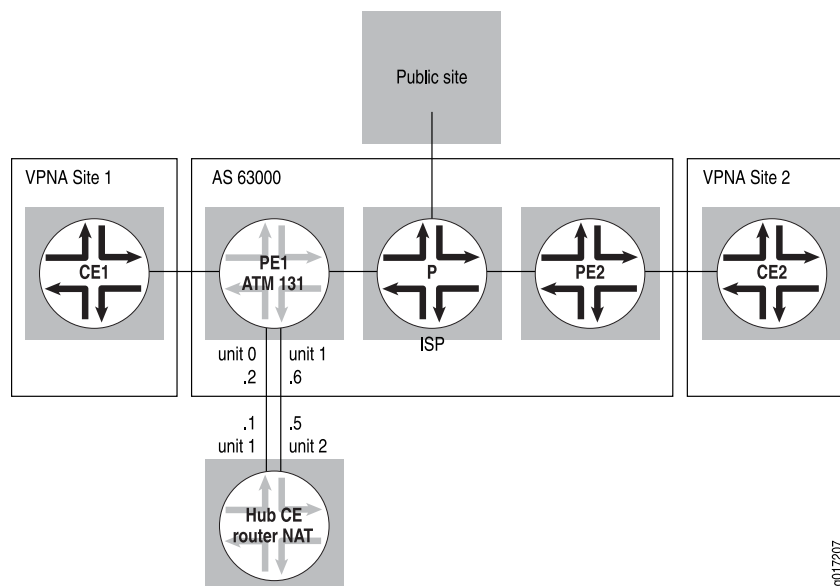 Public site
VPNA Site 1
AS 63000
VPNA Site 2
CE1
PE1
ATM 131
P
PE2
CE2
ISP
unit 0
unit 1
.2
.6
.1
.5
unit 1
unit 2
Hub CE
router NAT
g017207